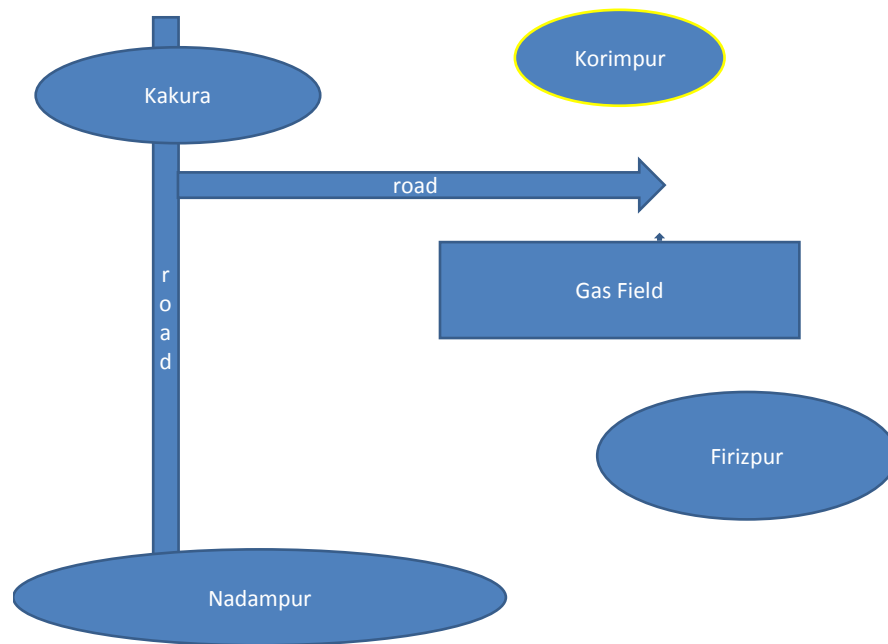 Korimpur
Kakura
road
r
o
a
d
Gas Field
Firizpur
Nadampur